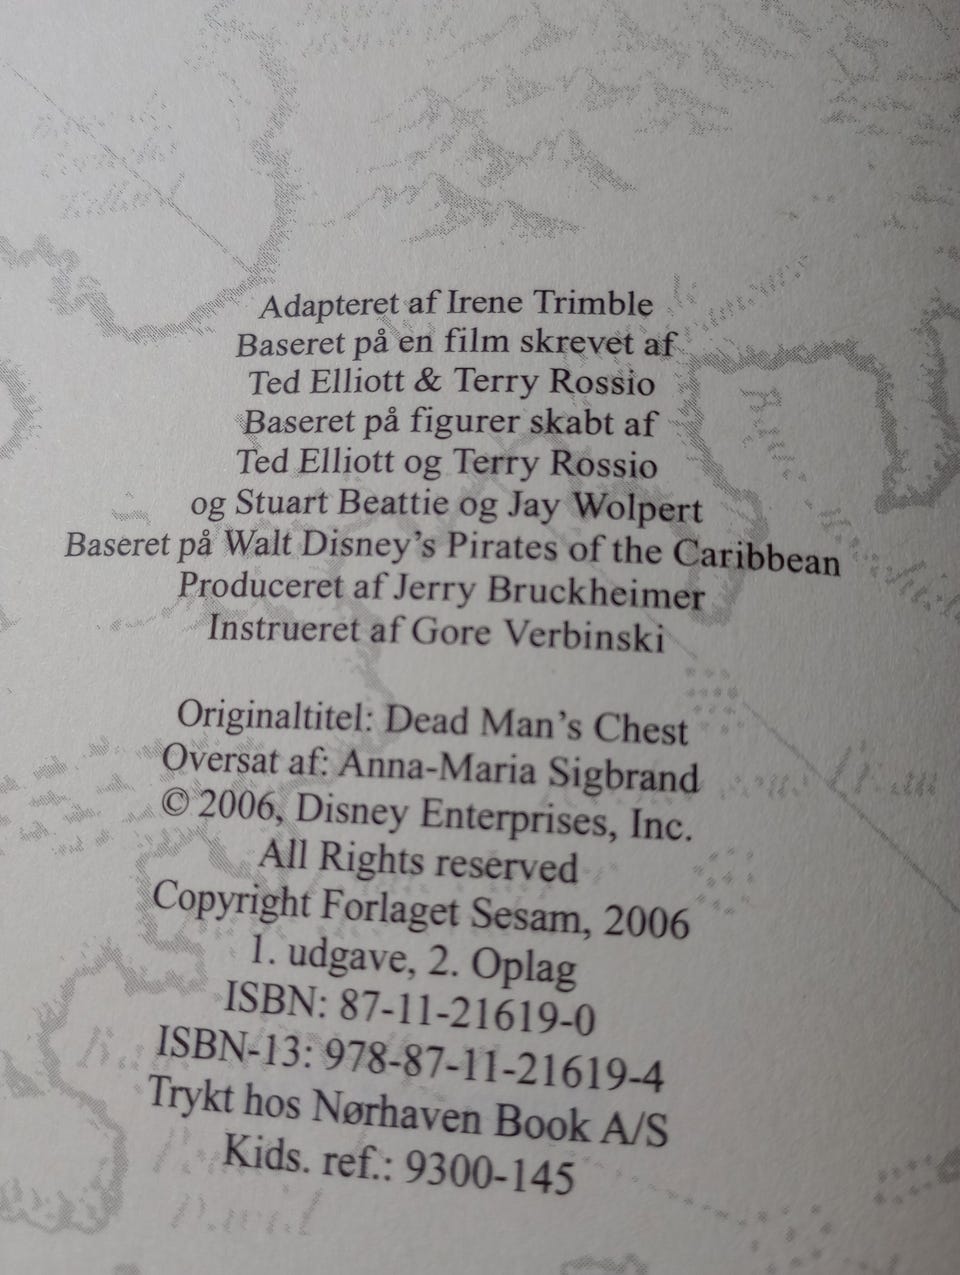 Adapteret af Irene Trimble
Baseret på en film skrevet af
Ted Elliott & Terry Rossio
Baseret på figurer skabt af
Ted Elliott og Terry Rossio
og Stuart Beattie og Jay Wolpert
Baseret på Walt Disney's Pirates of the Caribbean
Produceret af Jerry Bruckheimer
Instrueret af Gore Verbinski
Originaltitel: Dead Man's Chest
Oversat af: Anna-Maria Sigbrand
© 2006, Disney Enterprises, Inc.
All Rights reserved
Copyright Forlaget Sesam, 2006
1. udgave, 2. Oplag
ISBN: 87-11-21619-0
ISBN-13: 978-87-11-21619-4
Trykt hos Nørhaven Book A/S
Kids. ref.: 9300-145